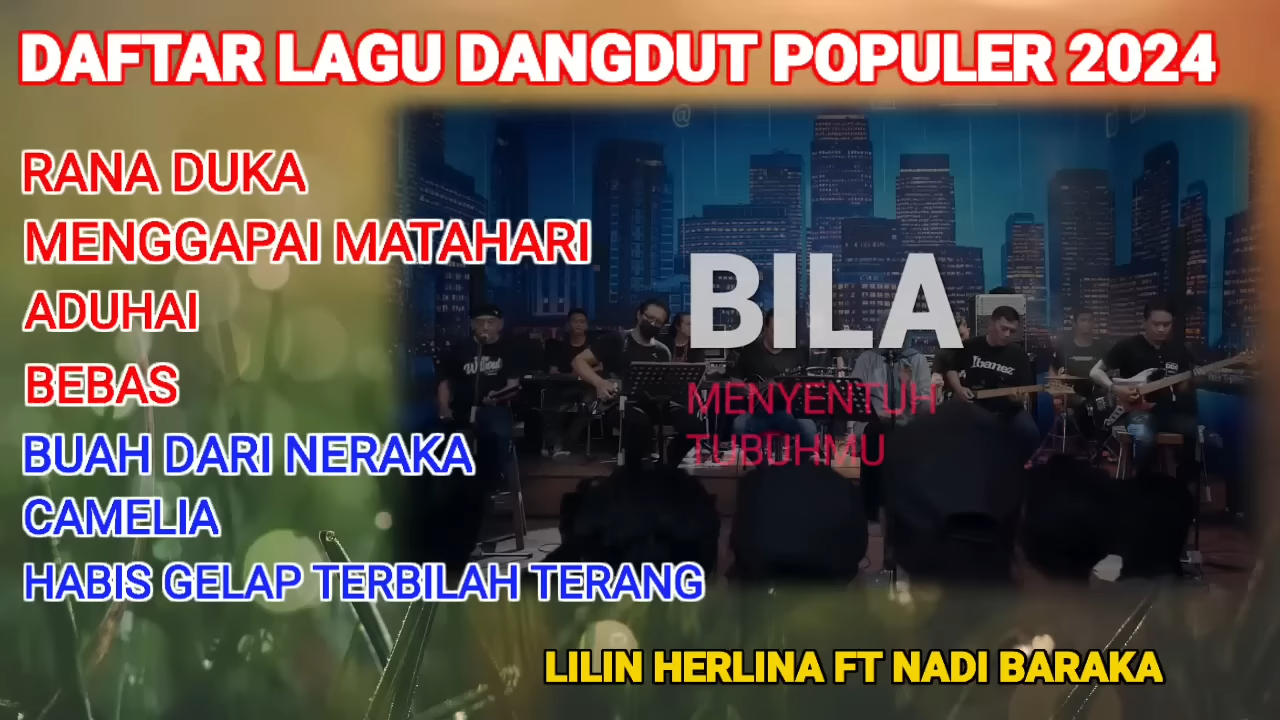 DAFTAR LAGU DANGDUT POPULER 2024
RANA DUKA
MENGGAPAI MATAHARI
ADUHAI
BEBAS
BUAH DARI NERAKA
CAMELIA
HABIS GELAP TERBILAH TERANG
BILA
MENYENTUH
TUBUHMU
Ibanez
LILIN HERLINA FT NADI BARAKA